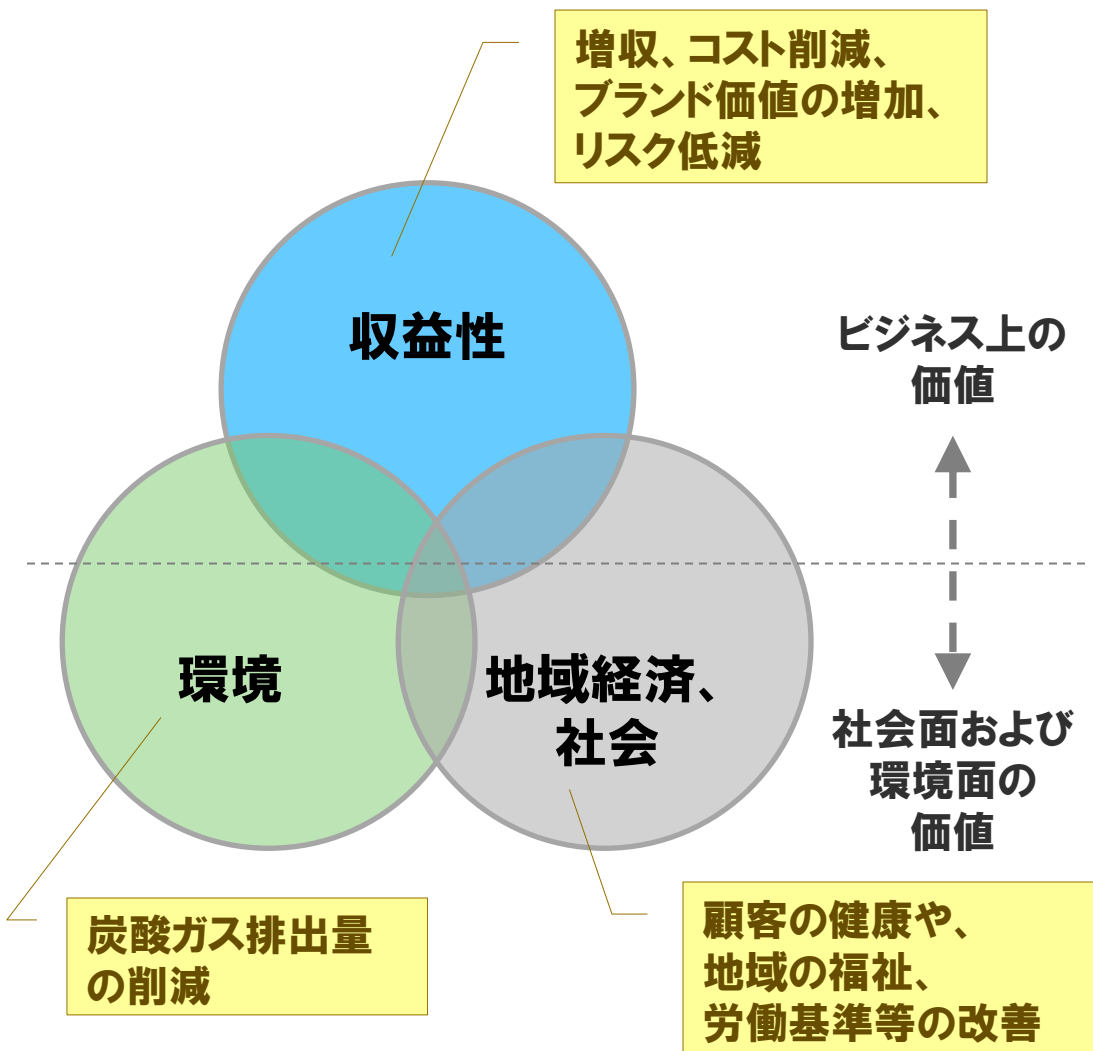 増収、コスト削減、
ブランド価値の増加、
リスク低減
収益性
ビジネス上の
価値
環境
地域経済、
社会
社会面および
環境面の
価値
炭酸ガス排出量
の削減
顧客の健康や、
地域の福祉、
労働基準等の改善